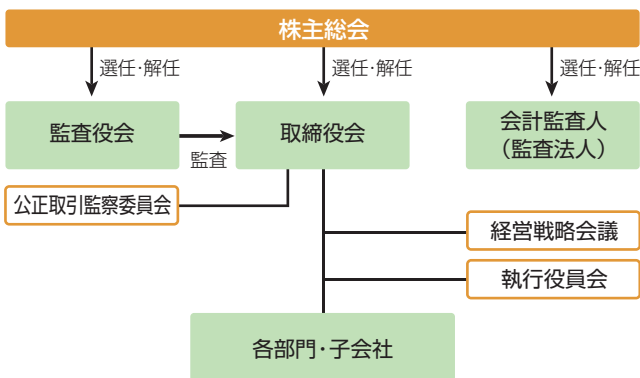 株主総会
選任・解任
選任・解任
選任・解任
監査役会
取締役会
会計監査人
（監査法人）
監査
公正取引監察委員会
経営戦略会議
執行役員会
各部門・子会社